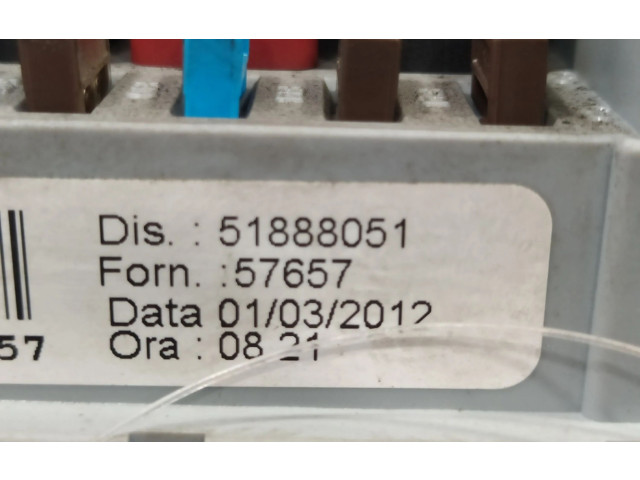 Dis. : 51888051
Forn. :57657
Data 01/03/2012
Ora : 08 21
57